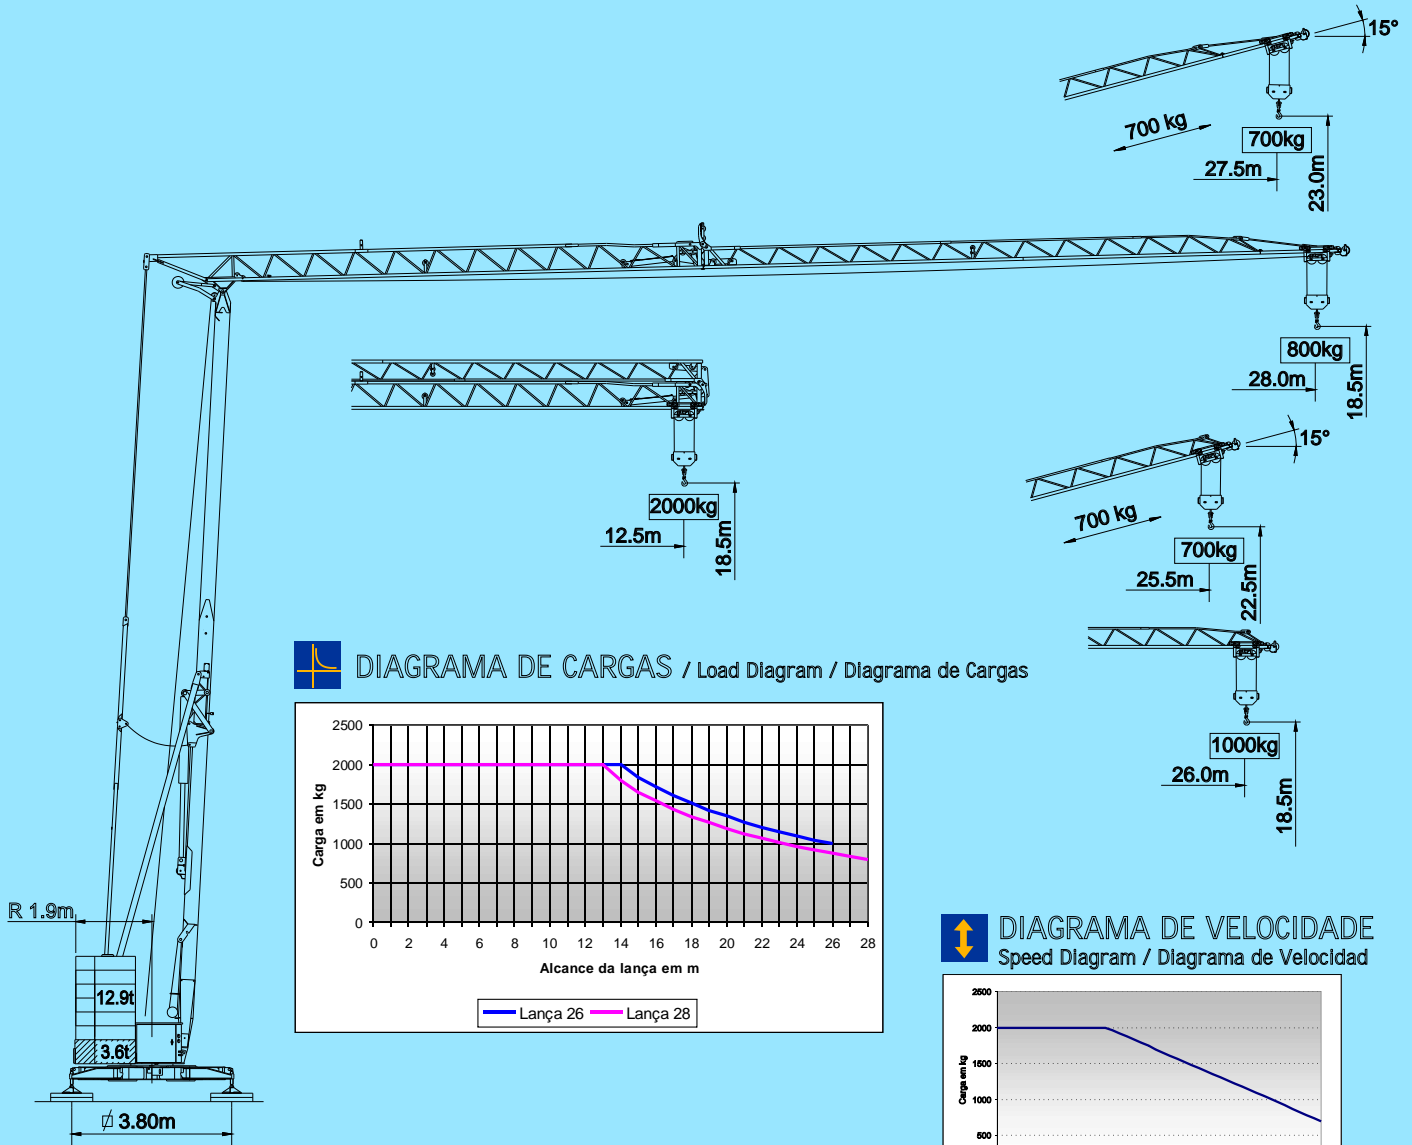 15°
700 kg
700kg
27.5m
23.0m
800kg
28.0m
18.5m
2000kg
12.5m
18.5m
15°
700 kg
700kg
25.5m
22.5m
1000kg
26.0m
18.5m
DIAGRAMA DE CARGAS / Load Diagram / Diagrama de Cargas
2500
2000
1500
1000
500
0
Carga em kg
0 2 4 6 8 10 12 14 16 18 20 22 24 26 28
Alcance da lança em m
Lança 26 Lança 28
R 1.9m
12.9t
3.6t
3.80m
DIAGRAMA DE VELOCIDADE
Speed Diagram / Diagrama de Velocidad
2500
2000
1500
1000
500
Carga em kg